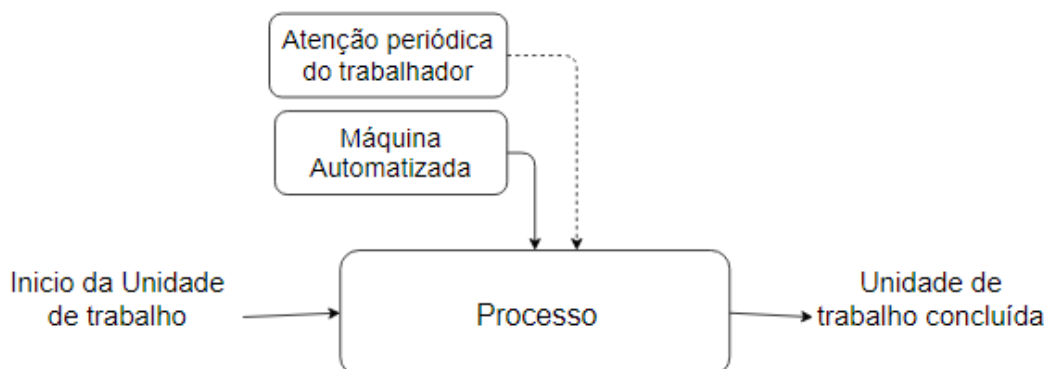 Atenção periódica
do trabalhador
Máquina
Automatizada
Inicio da Unidade
de trabalho
Processo
Unidade de
trabalho concluída